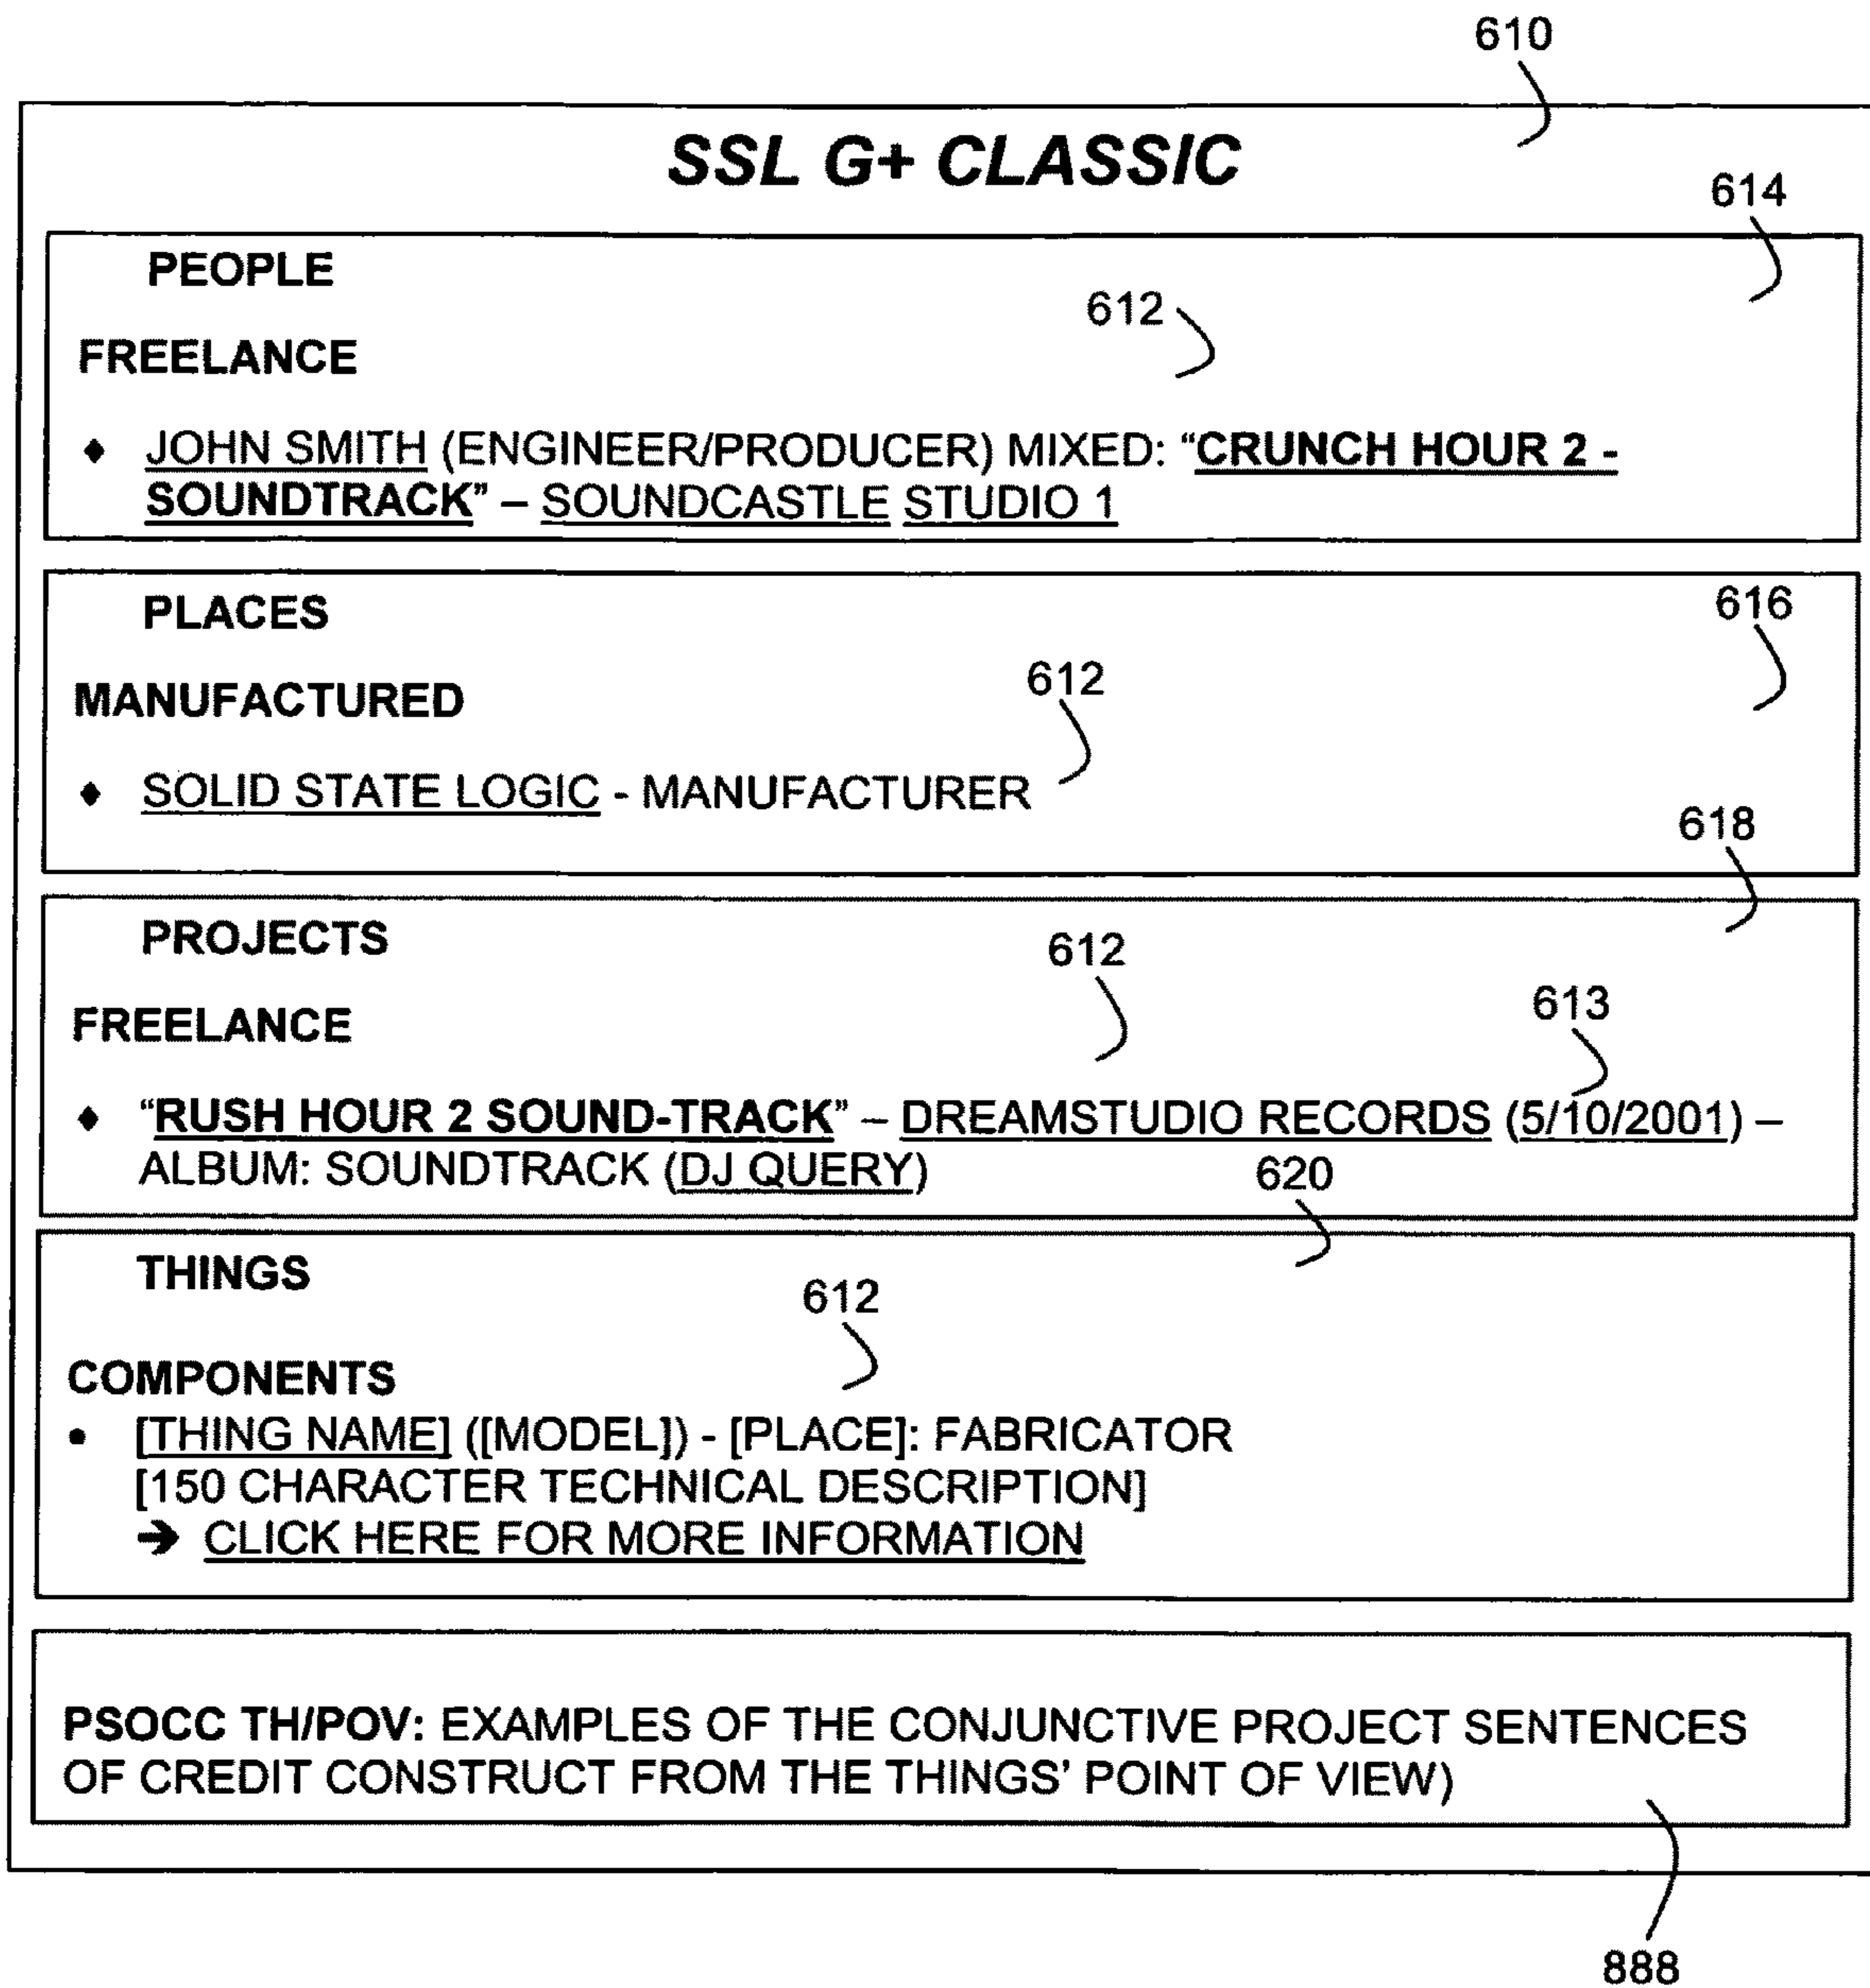 610
SSL G+ CLASSIC
614
PEOPLE
612
FREELANCE
♦ JOHN SMITH (ENGINEER/PRODUCER) MIXED: “CRUNCH HOUR 2 -
SOUNDTRACK” – SOUNDCASTLE STUDIO 1
PLACES
616
MANUFACTURED
612
♦ SOLID STATE LOGIC - MANUFACTURER
618
PROJECTS
612
FREELANCE
613
♦ “RUSH HOUR 2 SOUND-TRACK” – DREAMSTUDIO RECORDS (5/10/2001) –
ALBUM: SOUNDTRACK (DJ QUERY)
620
THINGS
612
COMPONENTS
• [THING NAME] ([MODEL]) - [PLACE]: FABRICATOR
[150 CHARACTER TECHNICAL DESCRIPTION]
➔ CLICK HERE FOR MORE INFORMATION
PSOCC TH/POV: EXAMPLES OF THE CONJUNCTIVE PROJECT SENTENCES
OF CREDIT CONSTRUCT FROM THE THINGS’ POINT OF VIEW)
888